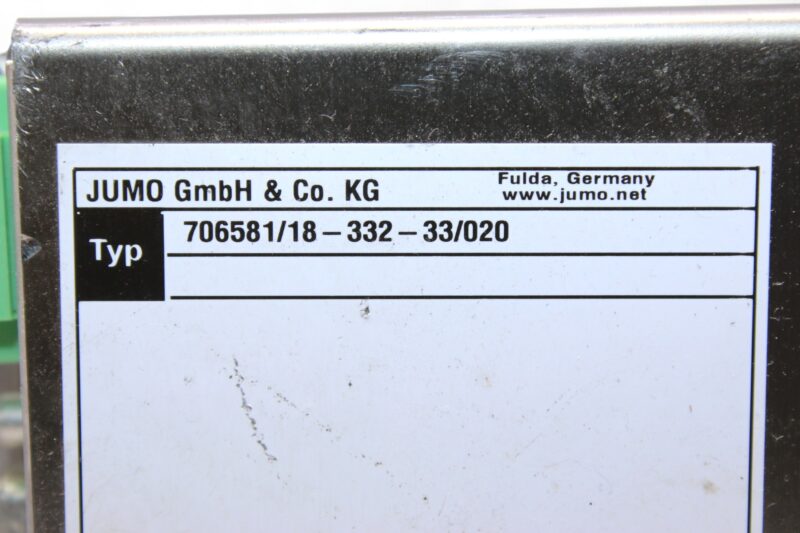 JUMO GmbH & Co. KG
Fulda, Germany
www.jumo.net
Typ
706581/18 – 332 – 33/020